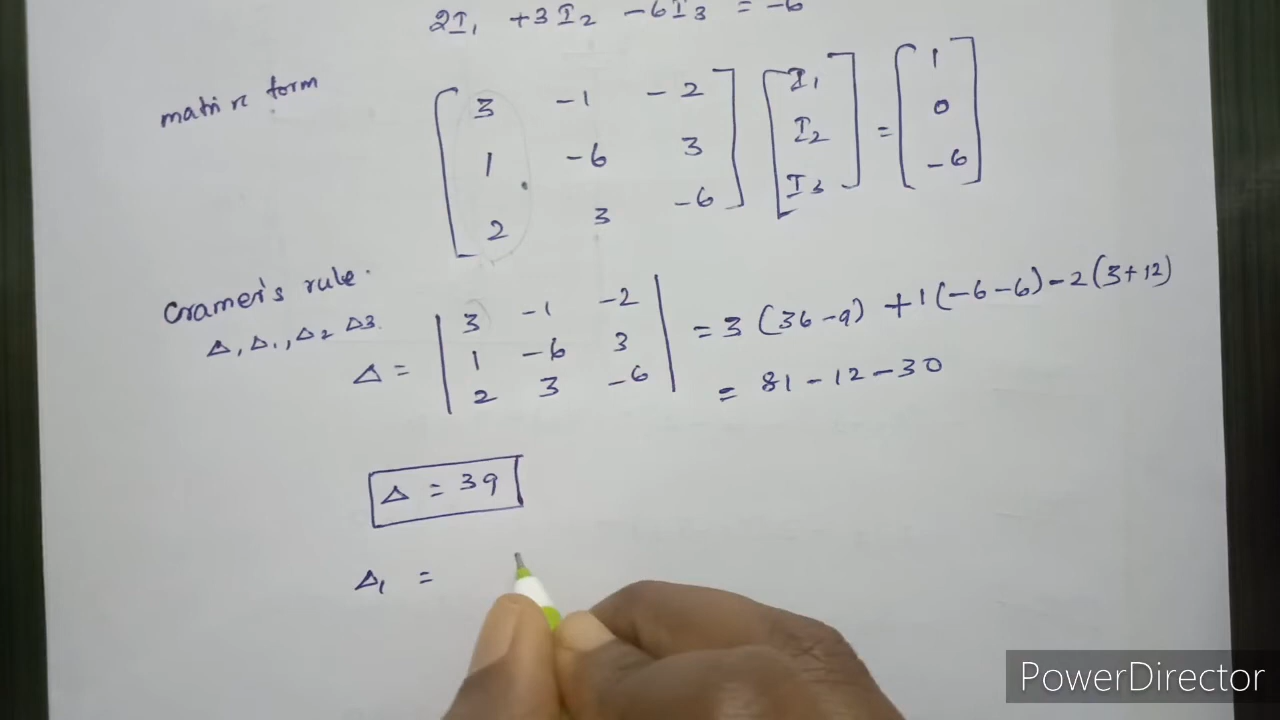 2I₁ +3I₂ -6I₃ = -6
matrix form
[3 -1 -2] [I₁] = [1]
[1 -6 3] [I₂] [0]
[2 3 -6] [I₃] [-6]
Cramer's rule.
Δ, Δ₁, Δ₂ Δ3.
Δ = |3 -1 -2| = 3 (36-9) +1(-6-6)-2(3+12)
|1 -6 3|
|2 3 -6| = 81-12-30
Δ = 39
Δ₁ =
PowerDirector